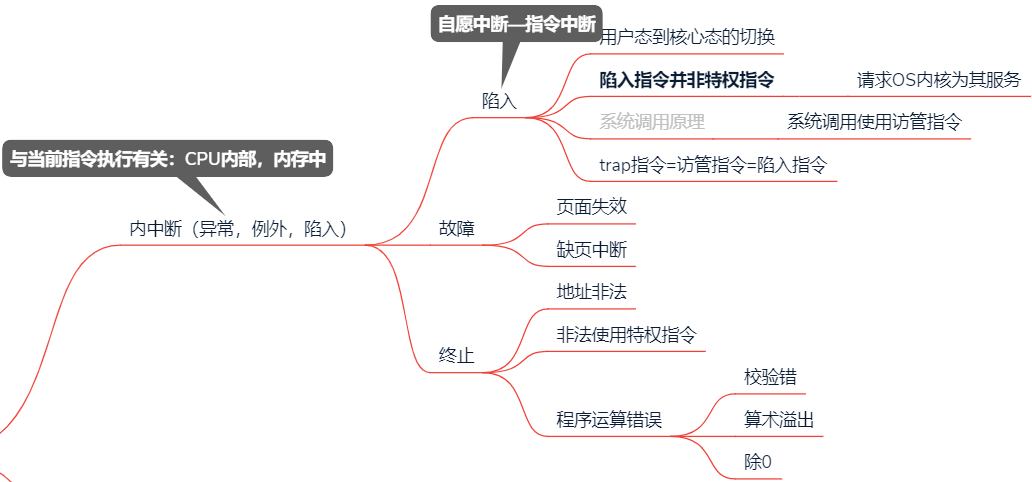 自愿中断—指令中断
用户态到核心态的切换
陷入指令并非特权指令
请求OS内核为其服务
陷入
系统调用原理
系统调用使用访管指令
trap指令=访管指令=陷入指令
与当前指令执行有关：CPU内部，内存中
内中断（异常，例外，陷入）
故障
页面失效
缺页中断
终止
地址非法
非法使用特权指令
程序运算错误
校验错
算术溢出
除0